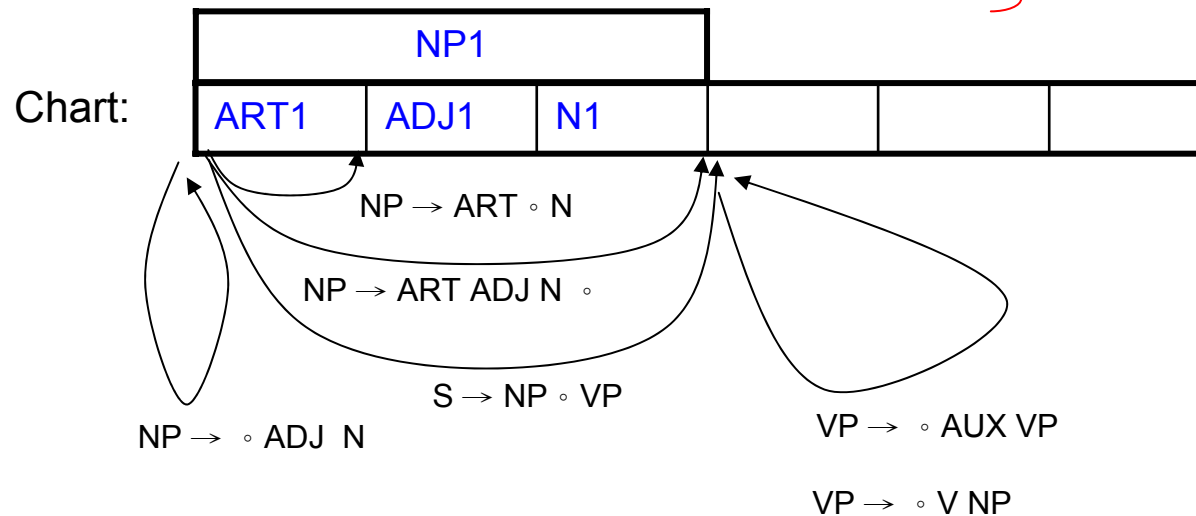 NP1
Chart:
ART1 ADJ1 N1
NP → ART ∘ N
NP → ART ADJ N ∘
S → NP ∘ VP
NP → ∘ ADJ N
VP → ∘ AUX VP
VP → ∘ V NP